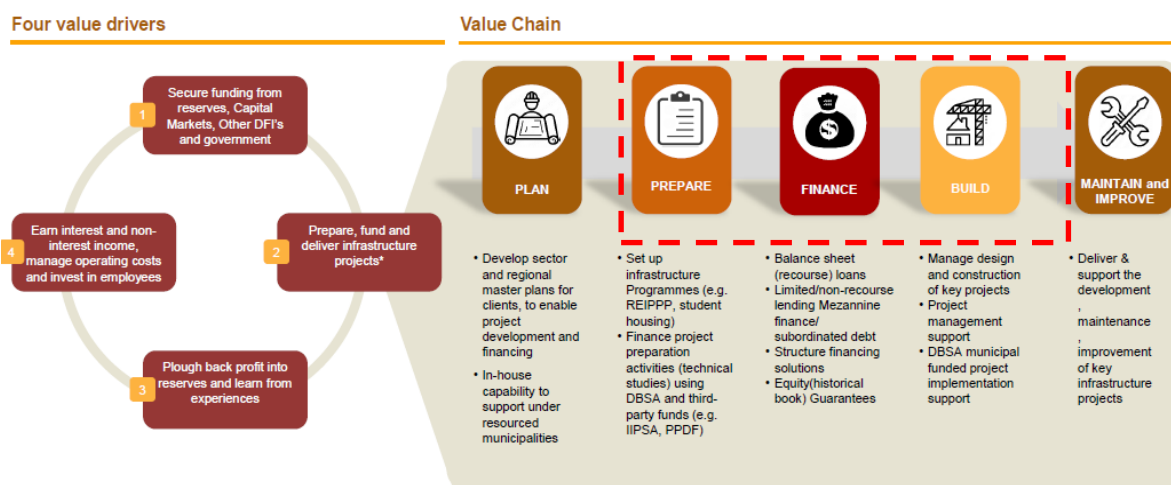 Four value drivers
1
Secure funding from
reserves, Capital
Markets, Other DFI's
and government
2
Prepare, fund and
deliver infrastructure
projects*
3
Plough back profit into
reserves and learn from
experiences
4
Earn interest and non-
interest income,
manage operating costs
and invest in employees
Value Chain
PLAN
• Develop sector
and regional
master plans for
clients, to enable
project
development and
financing
• In-house
capability to
support under
resourced
municipalities
PREPARE
• Set up
infrastructure
Programmes (e.g.
REIPPP, student
housing)
• Finance project
preparation
activities (technical
studies) using
DBSA and third-
party funds (e.g.
IIPSA, PPDF)
$
FINANCE
• Balance sheet
(recourse) loans
• Limited/non-recourse
lending Mezannine
finance/
subordinated debt
• Structure financing
solutions
• Equity(historical
book) Guarantees
BUILD
• Manage design
and construction
of key projects
• Project
management
support
• DBSA municipal
funded project
implementation
support
MAINTAIN and
IMPROVE
• Deliver &
support the
development
,
maintenance
,
improvement
of key
infrastructure
projects